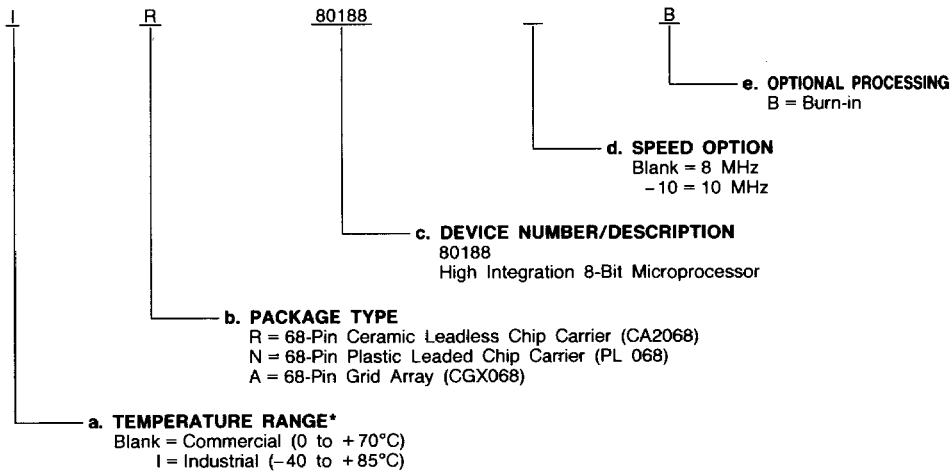 I R 80188 _ B
e. OPTIONAL PROCESSING
B = Burn-in
d. SPEED OPTION
Blank = 8 MHz
-10 = 10 MHz
c. DEVICE NUMBER/DESCRIPTION
80188
High Integration 8-Bit Microprocessor
b. PACKAGE TYPE
R = 68-Pin Ceramic Leadless Chip Carrier (CA2068)
N = 68-Pin Plastic Leaded Chip Carrier (PL 068)
A = 68-Pin Grid Array (CGX068)
a. TEMPERATURE RANGE*
Blank = Commercial (0 to +70°C)
I = Industrial (-40 to +85°C)